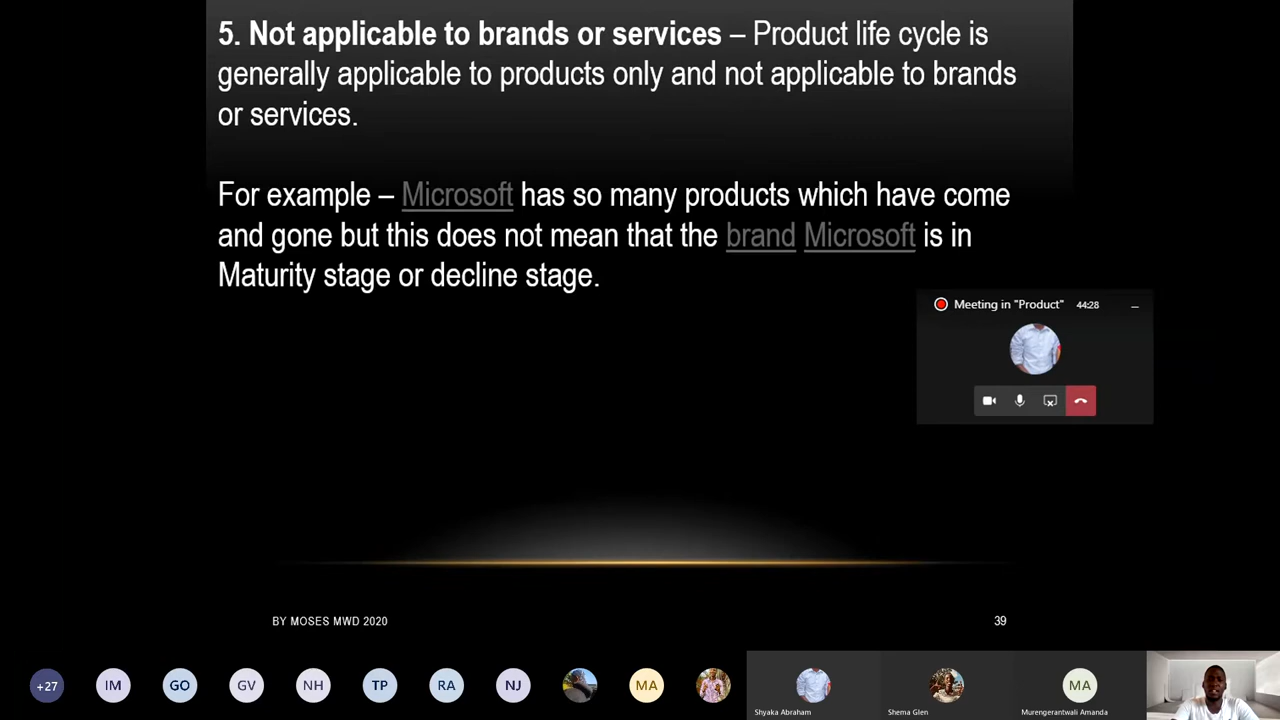 5. Not applicable to brands or services – Product life cycle is
generally applicable to products only and not applicable to brands
or services.
For example – Microsoft has so many products which have come
and gone but this does not mean that the brand Microsoft is in
Maturity stage or decline stage.
Meeting in "Product" 44:28
BY MOSES MWD 2020
39
+27
IM
GO
GV
NH
TP
RA
NJ
MA
MA
Shyaka Abraham
Shema Glen
Murengerantwali Amanda